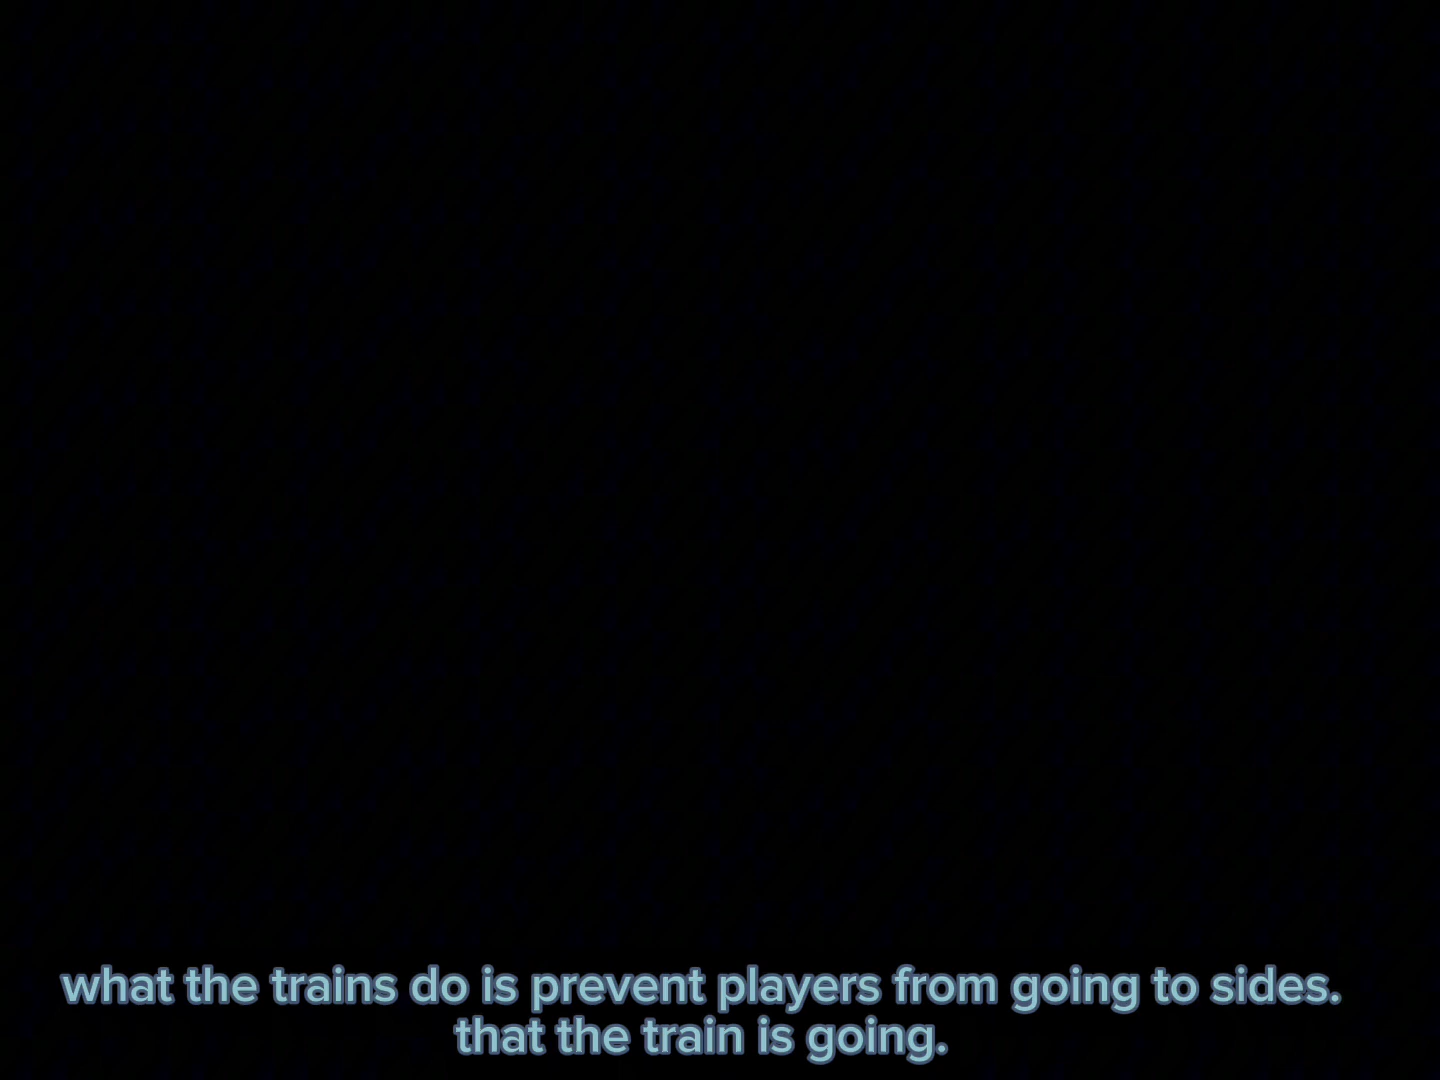 what the trains do is prevent players from going to sides.
that the train is going.